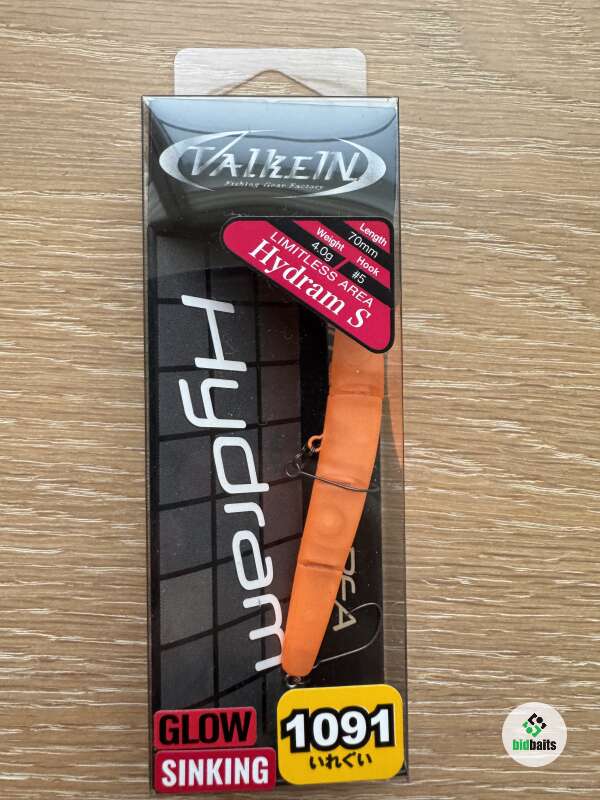 ValkeIN
Fishing Gear Factory
Length
70mm
Weight
4.0g
Hook
#5
LIMITLESS AREA
Hydram S
Hydram
GLOW
SINKING
1091
いれぐい
bidbaits